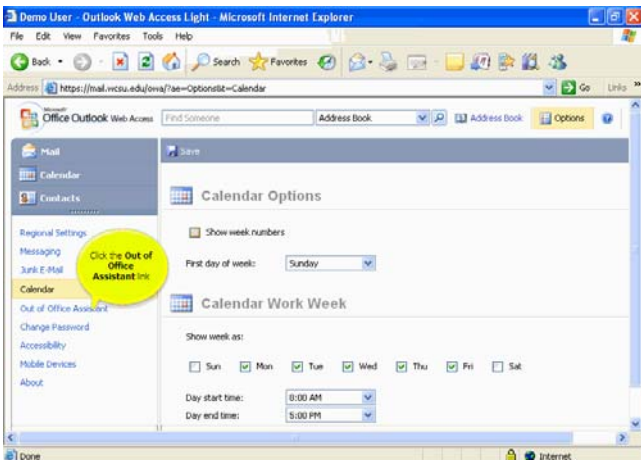 Demo User - Outlook Web Access Light - Microsoft Internet Explorer
File Edit View Favorites Tools Help
Back Search Favorites
Address https://mail.wcsu.edu/owa/?ae=Options&t=Calendar Go Links »
Microsoft
Office Outlook Web Access Find Someone Address Book Address Book Options
Mail
Save
Calendar
Contacts
Calendar Options
Regional Settings
Show week numbers
Messaging
Junk E-Mail
First day of week: Sunday
Click the Out of
Office
Assistant link
Calendar
Out of Office Assistant
Calendar Work Week
Change Password
Show week as:
Accessibility
Mobile Devices
Sun Mon Tue Wed Thu Fri Sat
About
Day start time: 8:00 AM
Day end time: 5:00 PM
Done Internet